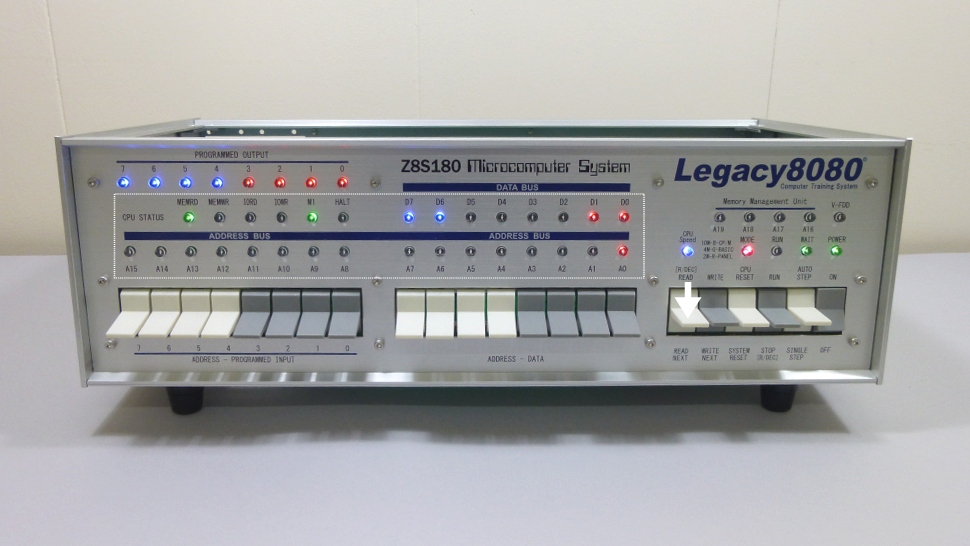 PROGRAMMED OUTPUT
7 6 5 4 3 2 1 0
Z8S180 Microcomputer System
Legacy8080
Computer Training System
DATA BUS
MEMRD MEMWR IORD IOWR M1 HALT
D7 D6 D5 D4 D3 D2 D1 D0
Memory Management Unit
V-FDD
CPU STATUS
A19 A18 A17 A16
ADDRESS BUS
ADDRESS BUS
CPU Speed
MODE RUN WAIT POWER
A15 A14 A13 A12 A11 A10 A9 A8
A7 A6 A5 A4 A3 A2 A1 A0
[R/DEC]
READ WRITE CPU RESET RUN AUTO STEP ON
7 6 5 4 3 2 1 0
ADDRESS - PROGRAMMED INPUT
ADDRESS - DATA
READ NEXT WRITE NEXT SYSTEM RESET STOP SINGLE STEP OFF